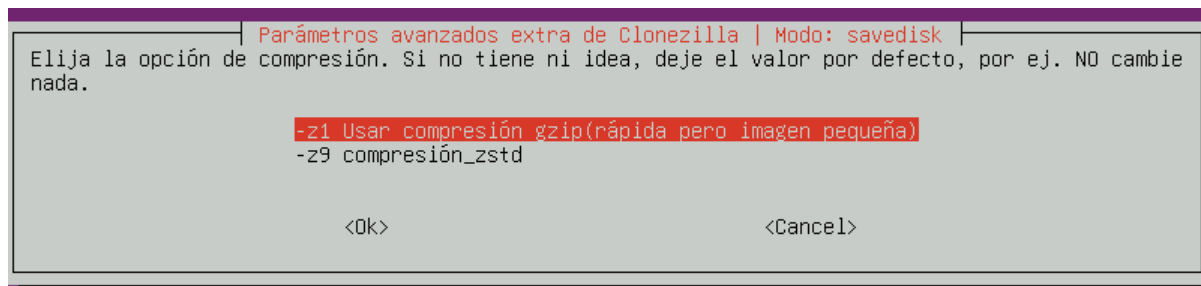 Parámetros avanzados extra de Clonezilla | Modo: savedisk
Elija la opción de compresión. Si no tiene ni idea, deje el valor por defecto, por ej. NO cambie
nada.
-z1 Usar compresión gzip(rápida pero imagen pequeña)
-z9 compresión_zstd
<Ok> <Cancel>